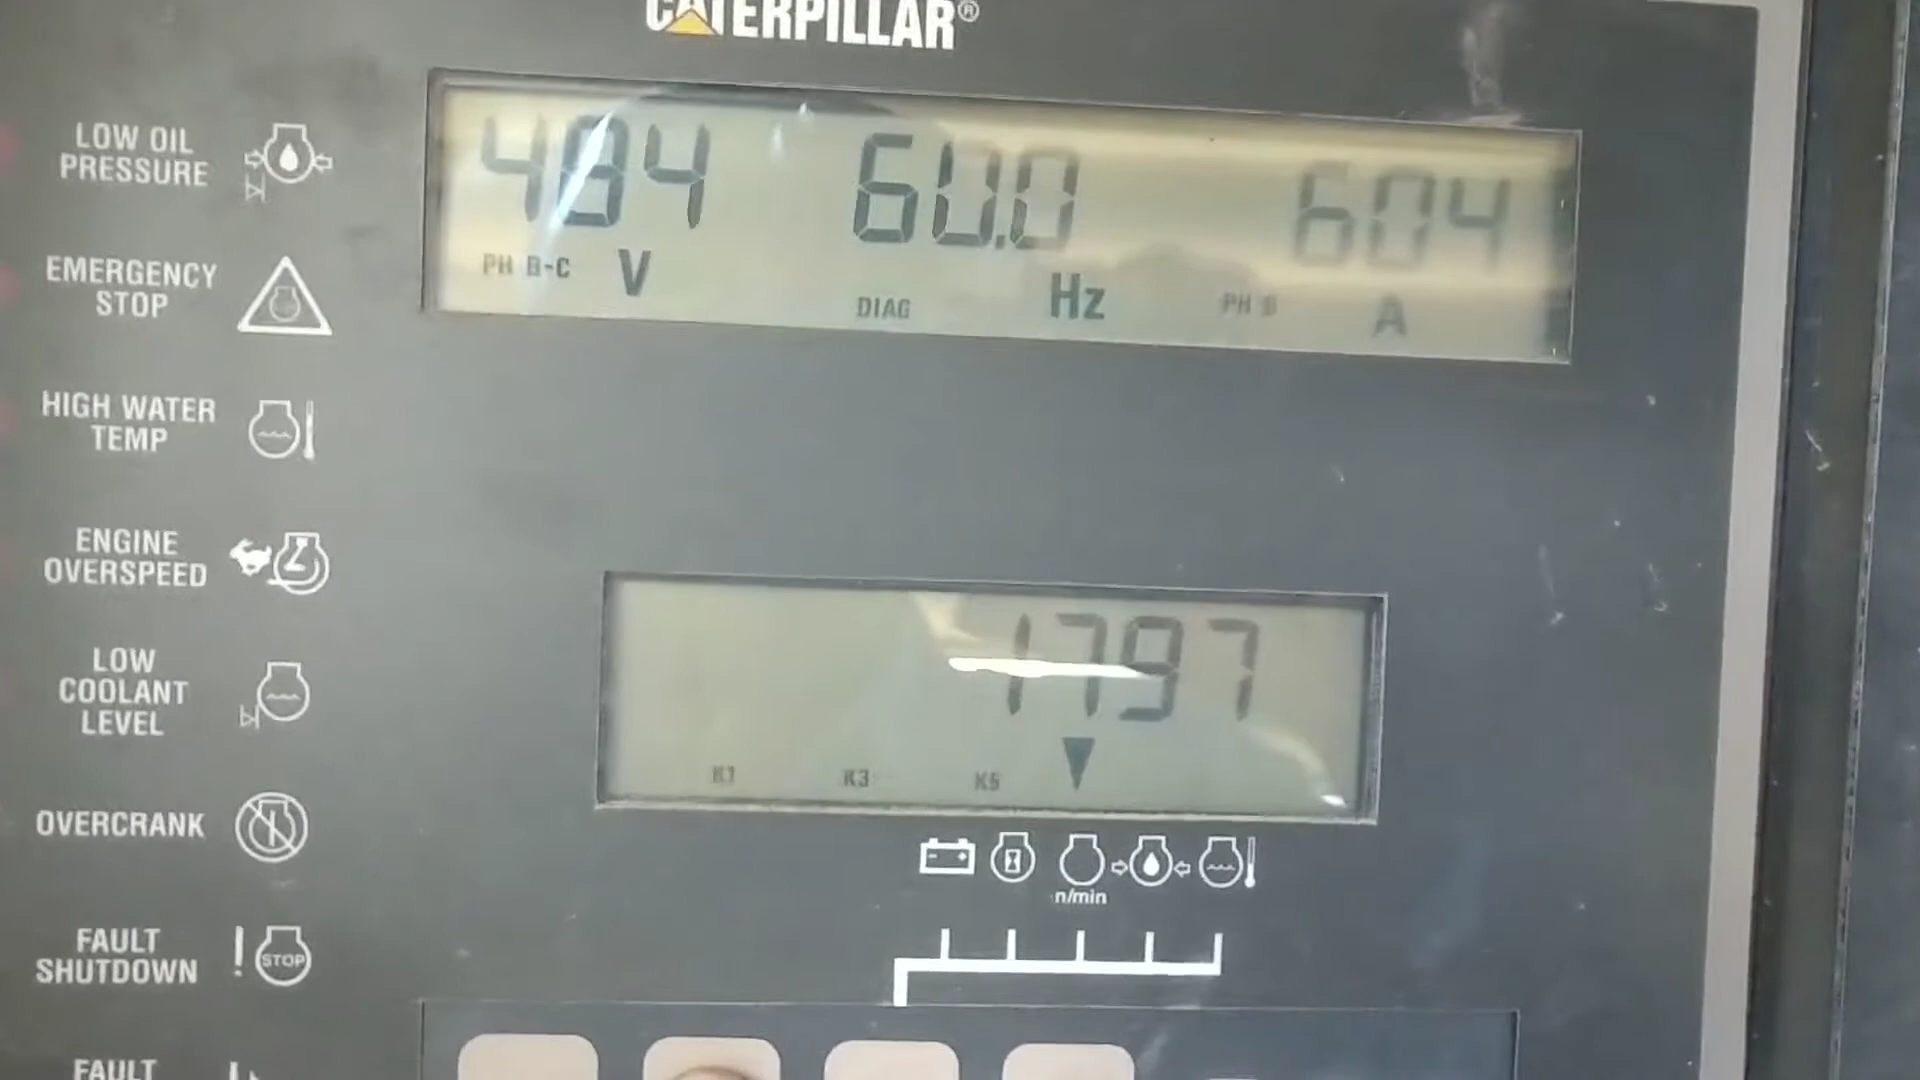 CATERPILLAR®
LOW OIL
PRESSURE
484 60.0 604
PH B-C V DIAG Hz PH B A
EMERGENCY
STOP
HIGH WATER
TEMP
ENGINE
OVERSPEED
1797
K1 K3 K5
LOW
COOLANT
LEVEL
OVERCRANK
n/min
FAULT
SHUTDOWN
STOP
FAULT